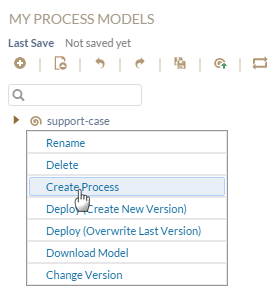 MY PROCESS MODELS
Last Save Not saved yet
support-case
Rename
Delete
Create Process
Deploy (Create New Version)
Deploy (Overwrite Last Version)
Download Model
Change Version